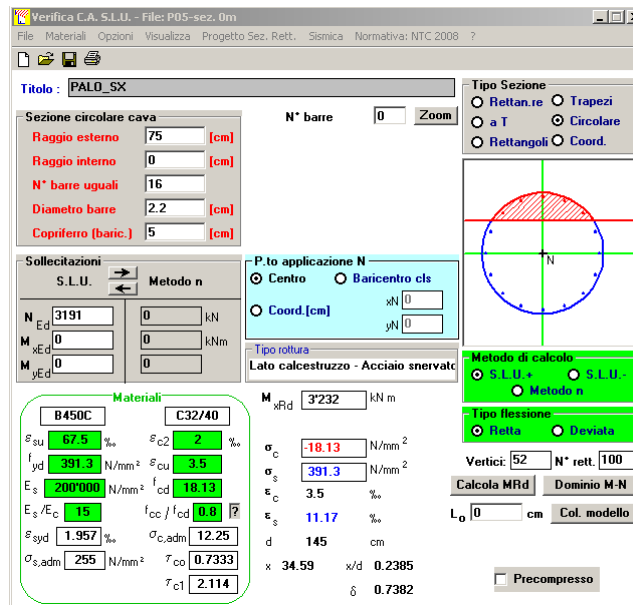 Verifica C.A. S.L.U. - File: P05-sez. 0m
File Materiali Opzioni Visualizza Progetto Sez. Rett. Sismica Normativa: NTC 2008 ?
Titolo : PALO_SX
Sezione circolare cava
Raggio esterno 75 [cm]
Raggio interno 0 [cm]
N° barre uguali 16
Diametro barre 2.2 [cm]
Copriferro (baric.) 5 [cm]
N° barre 0 Zoom
Tipo Sezione
Rettan.re Trapezi
a T Circolare
Rettangoli Coord.
N
Sollecitazioni
S.L.U. Metodo n
N Ed 3191 0 kN
M xEd 0 0 kNm
M yEd 0 0
P.to applicazione N
Centro Baricentro cls
Coord.[cm] xN 0
yN 0
Tipo rottura
Lato calcestruzzo - Acciaio snervato
Metodo di calcolo
S.L.U.+ S.L.U.-
Metodo n
Tipo flessione
Retta Deviata
Vertici: 52 N° rett. 100
Calcola MRd Dominio M-N
L₀ 0 cm Col. modello
Precompresso
Materiali
B450C C32/40
εsu 67.5 ‰ εc2 2 ‰
fyd 391.3 N/mm² εcu 3.5
Es 200'000 N/mm² fcd 18.13
Es/Ec 15 fcc / fcd 0.8 ?
εsyd 1.957 ‰ σc,adm 12.25
σs,adm 255 N/mm² τco 0.7333
τc1 2.114
M xRd 3'232 kN m
σc -18.13 N/mm²
σs 391.3 N/mm²
εc 3.5 ‰
εs 11.17 ‰
d 145 cm
x 34.59 x/d 0.2385
δ 0.7382